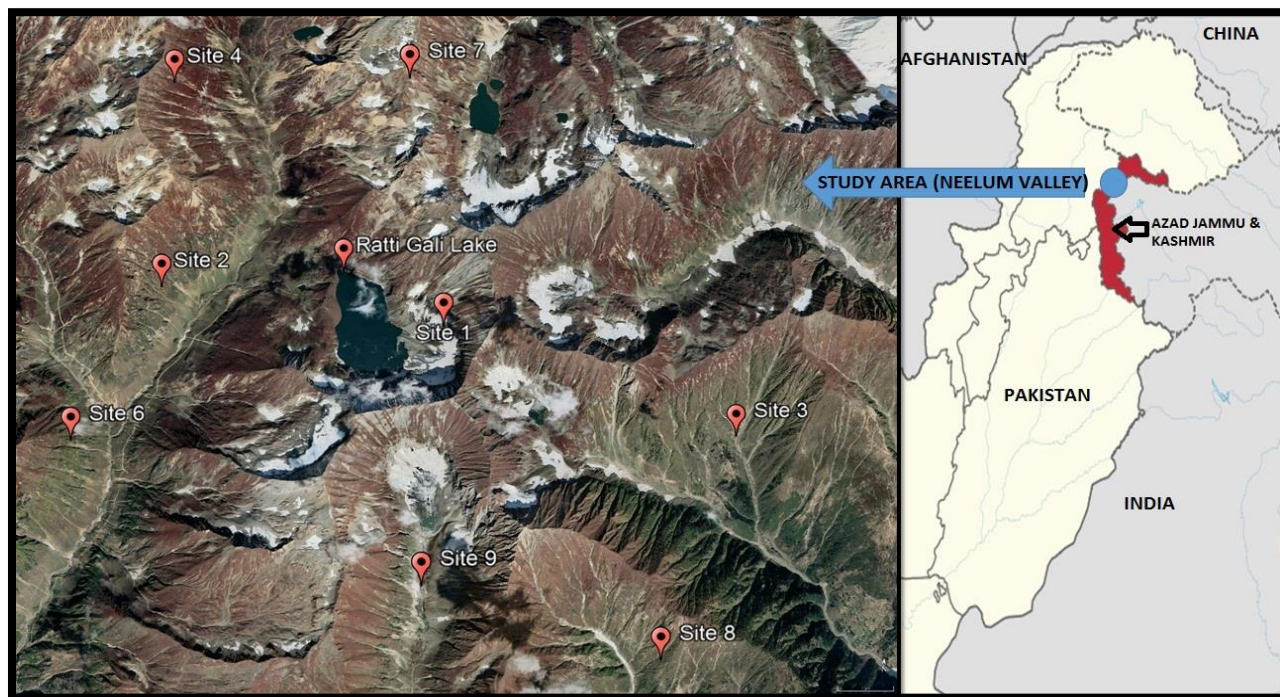 Site 4
Site 7
Site 2
Ratti Gali Lake
Site 1
Site 6
Site 3
Site 9
Site 8
AFGHANISTAN
CHINA
STUDY AREA (NEELUM VALLEY)
AZAD JAMMU &
KASHMIR
PAKISTAN
INDIA